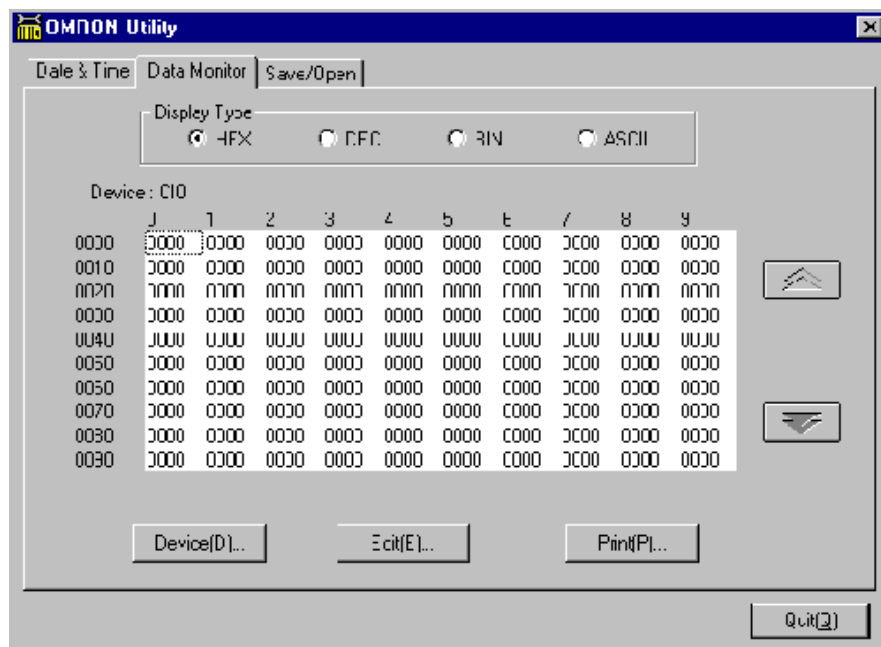 OMRON Utility
Date & Time Data Monitor Save/Open
Display Type
HEX DEC BIN ASCII
Device : CIO
0 1 2 3 4 5 6 7 8 9
0000 0000 0000 0000 0000 0000 0000 0000 0000 0000 0000
0010 0000 0000 0000 0000 0000 0000 0000 0000 0000 0000
0020 0000 0000 0000 0000 0000 0000 0000 0000 0000 0000
0030 0000 0000 0000 0000 0000 0000 0000 0000 0000 0000
0040 0000 0000 0000 0000 0000 0000 0000 0000 0000 0000
0050 0000 0000 0000 0000 0000 0000 0000 0000 0000 0000
0060 0000 0000 0000 0000 0000 0000 0000 0000 0000 0000
0070 0000 0000 0000 0000 0000 0000 0000 0000 0000 0000
0080 0000 0000 0000 0000 0000 0000 0000 0000 0000 0000
0090 0000 0000 0000 0000 0000 0000 0000 0000 0000 0000
Device(D)... Edit(E)... Print(P)...
Quit(Q)